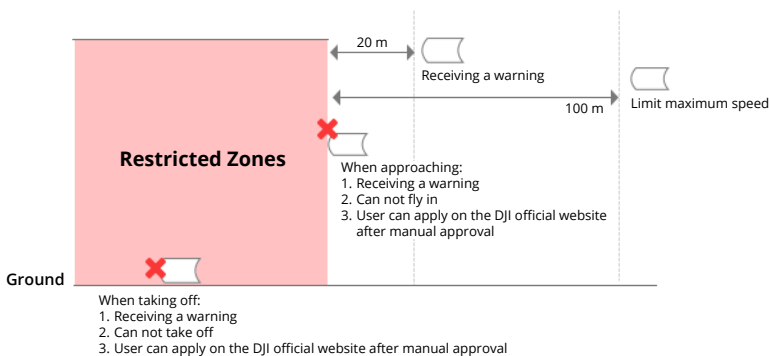 20 m
Receiving a warning
100 m
Limit maximum speed
Restricted Zones
When approaching:
1. Receiving a warning
2. Can not fly in
3. User can apply on the DJI official website
after manual approval
Ground
When taking off:
1. Receiving a warning
2. Can not take off
3. User can apply on the DJI official website after manual approval